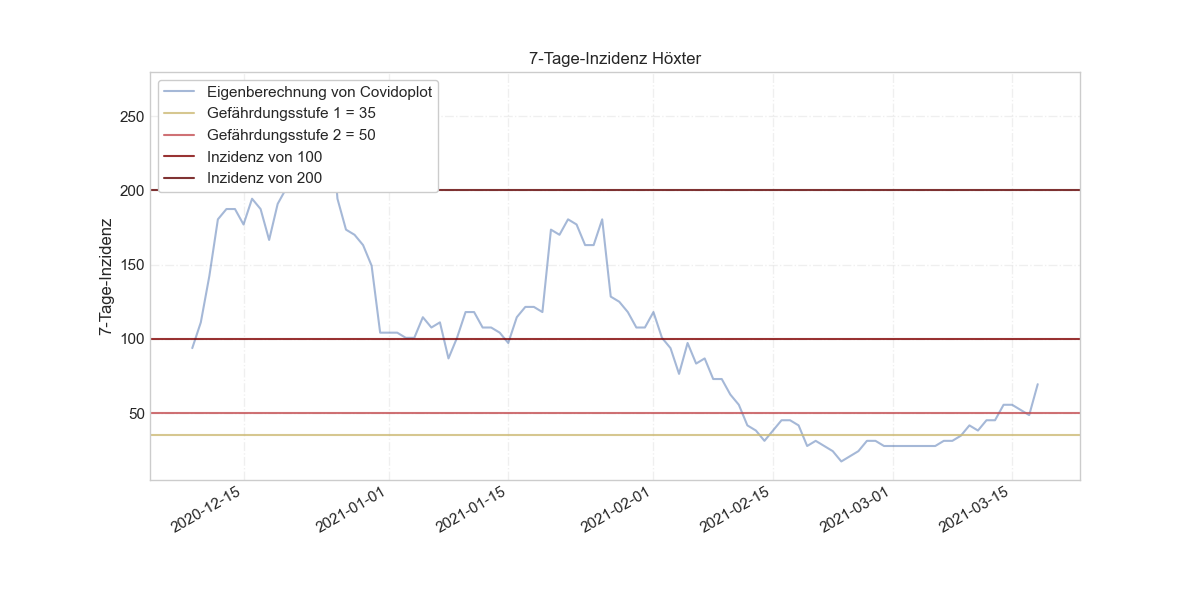 7-Tage-Inzidenz Höxter
Eigenberechnung von Covidoplot
Gefährdungsstufe 1 = 35
Gefährdungsstufe 2 = 50
Inzidenz von 100
Inzidenz von 200
7-Tage-Inzidenz
250
200
150
100
50
2020-12-15
2021-01-01
2021-01-15
2021-02-01
2021-02-15
2021-03-01
2021-03-15